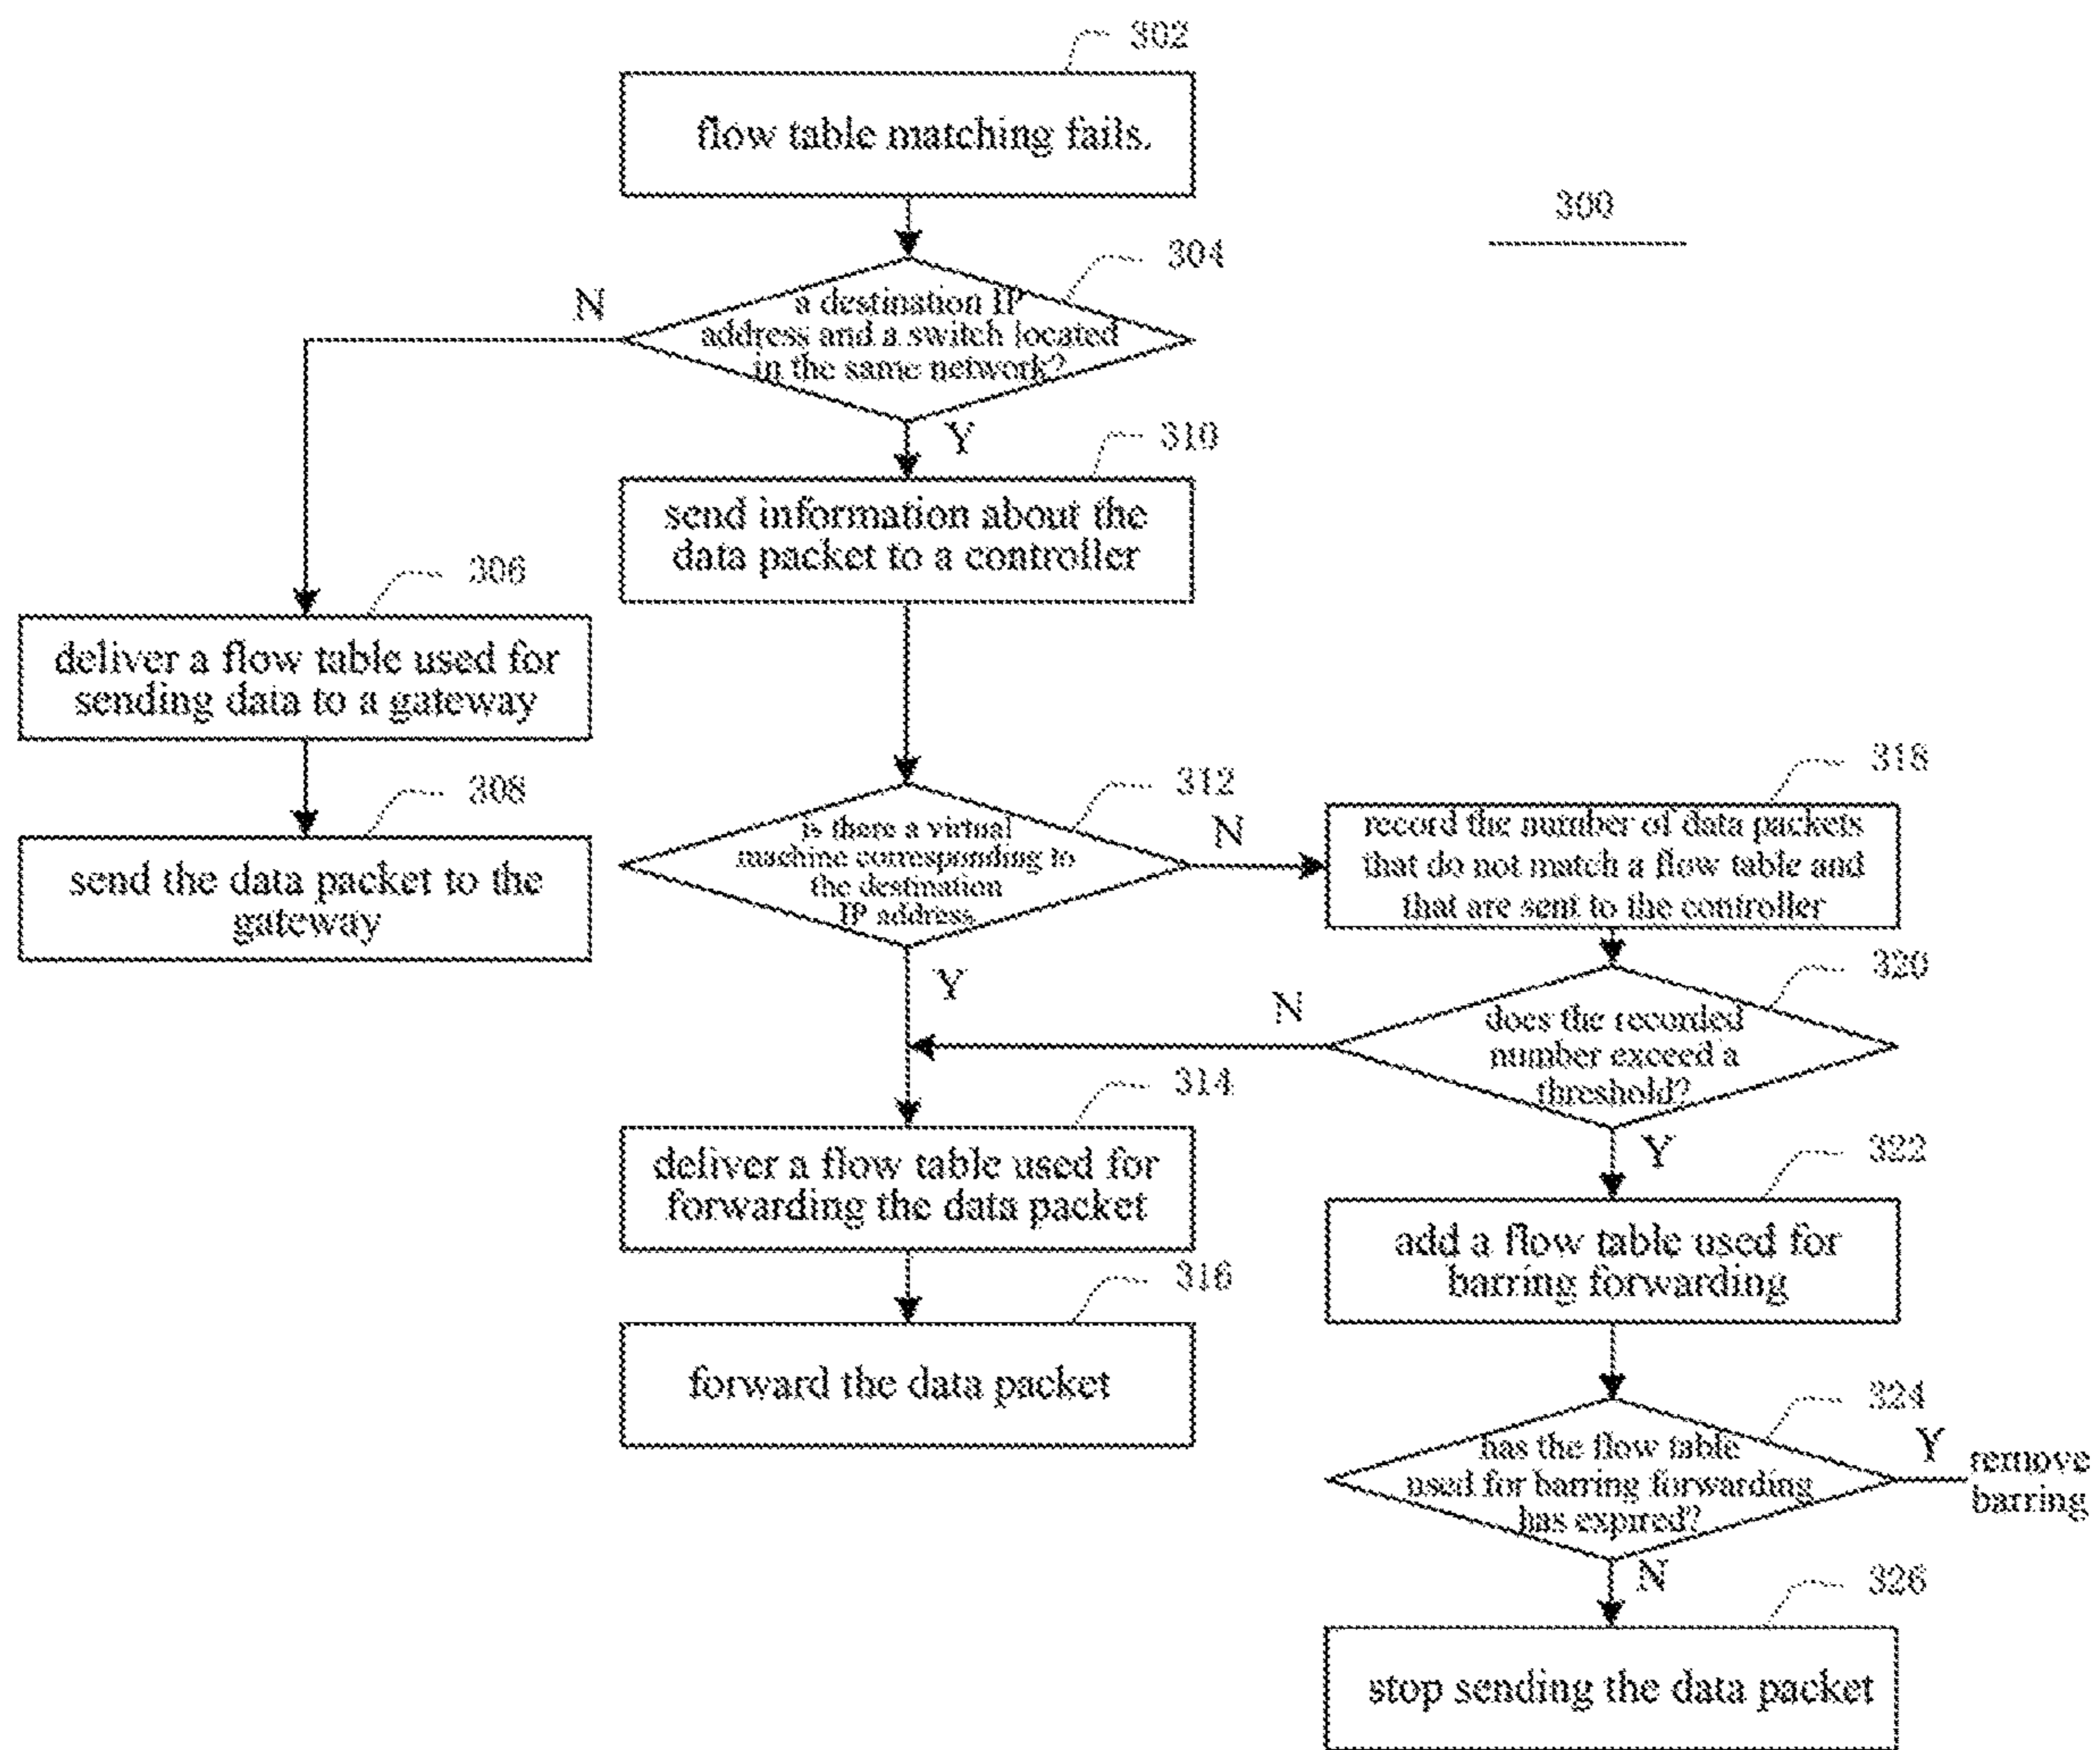 302
flow table matching fails.
300
304
N
a destination IP
address and a switch located
in the same network?
Y
310
send information about the
data packet to a controller
306
deliver a flow table used for
sending data to a gateway
308
send the data packet to the
gateway
312
is there a virtual
machine corresponding to
the destination
IP address
N
Y
318
record the number of data packets
that do not match a flow table and
that are sent to the controller
320
N
does the recorded
number exceed a
threshold?
Y
314
deliver a flow table used for
forwarding the data packet
316
forward the data packet
322
add a flow table used for
barring forwarding
324
has the flow table
used for barring forwarding
has expired?
Y
remove
barring
N
326
stop sending the data packet